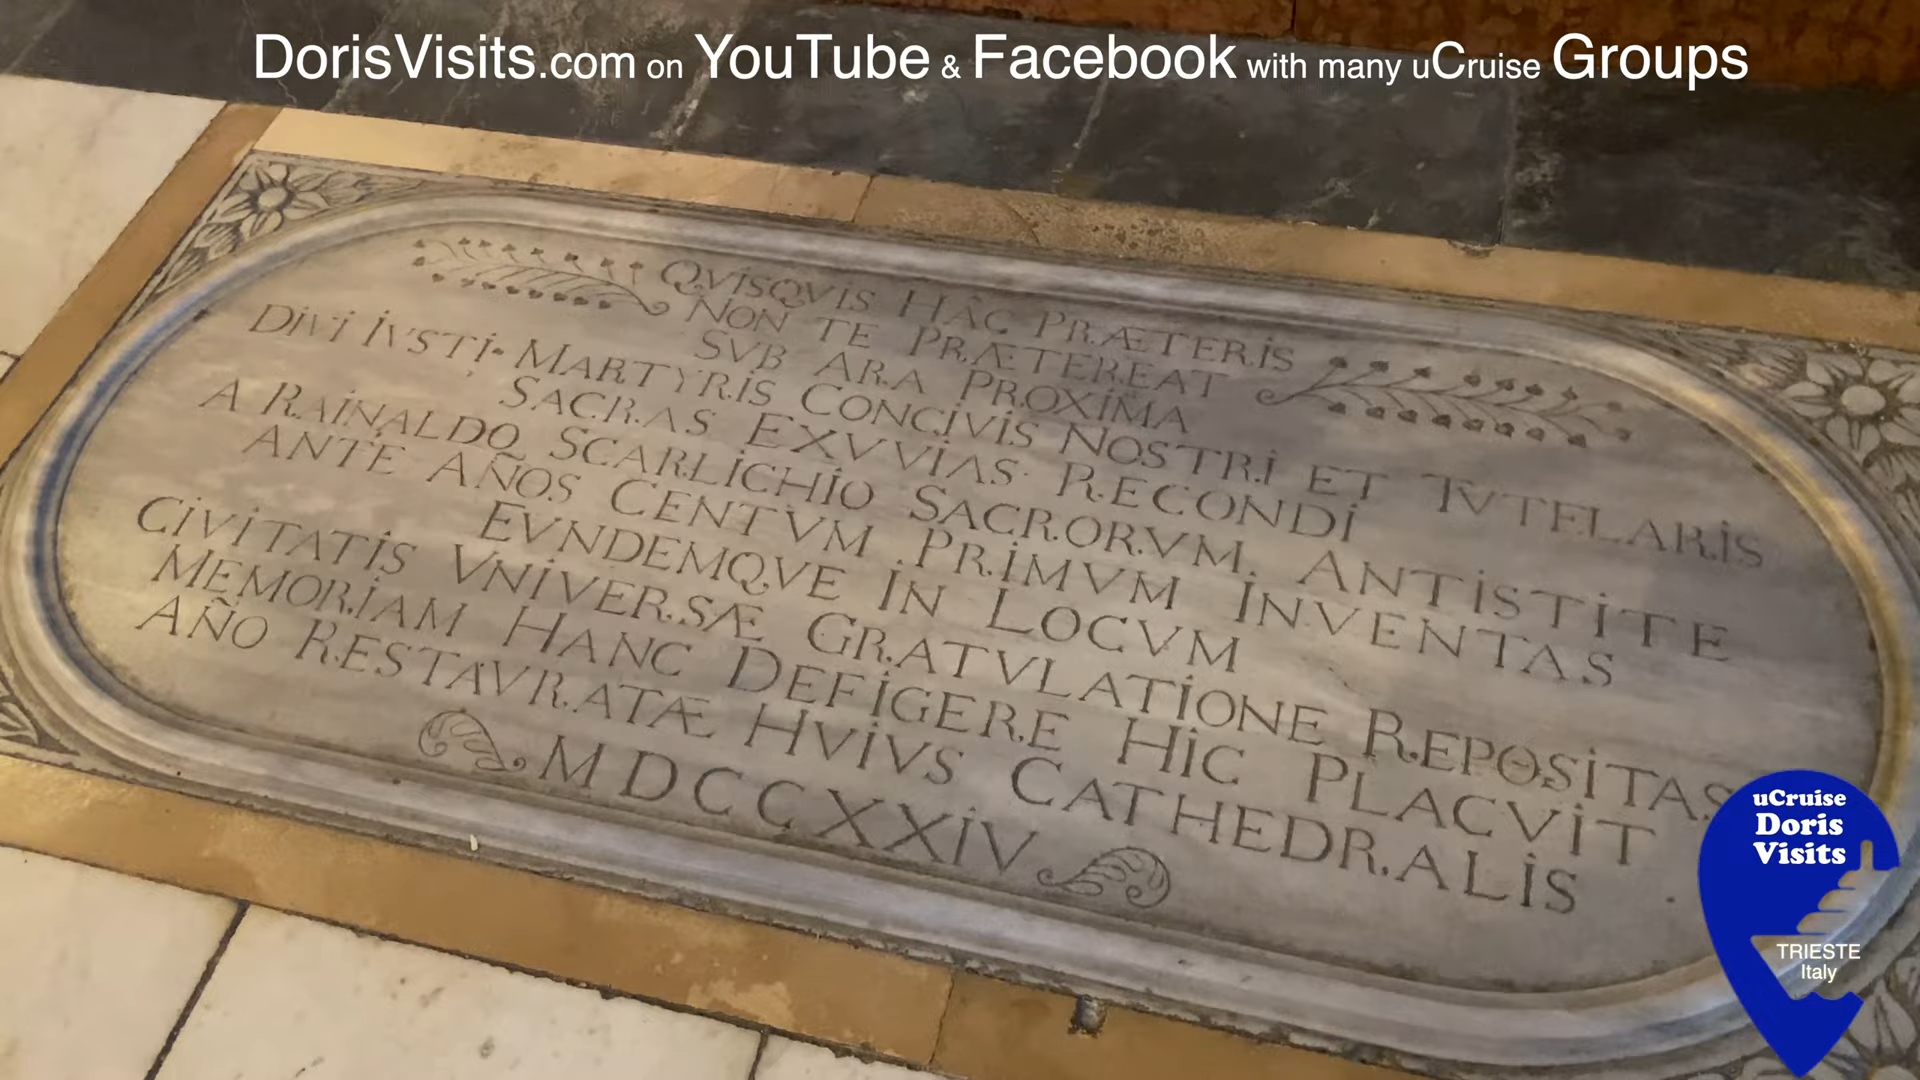 DorisVisits.com on YouTube & Facebook with many uCruise Groups
QVISQVIS HÂC PRÆTERIS
NON TE PRÆTEREAT
SVB ARA PROXIMA
DIVI IVSTI MARTYRIS CONCIVIS NOSTRI ET TVTELARIS
SACRAS EXVVIAS RECONDI
A RAINALDO SCARLICHIO SACRORVM ANTISTITE
ANTE AÑOS CENTVM PRIMVM INVENTAS
EVNDEMQVE IN LOCVM
CIVITATIS VNIVERSÆ GRATVLATIONE REPOSITAS
MEMORIAM HANC DEFIGERE HIC PLACVIT
AÑO RESTAVRATÆ HVIVS CATHEDRALIS
MDCCXXIV
uCruise
Doris
Visits
TRIESTE
Italy